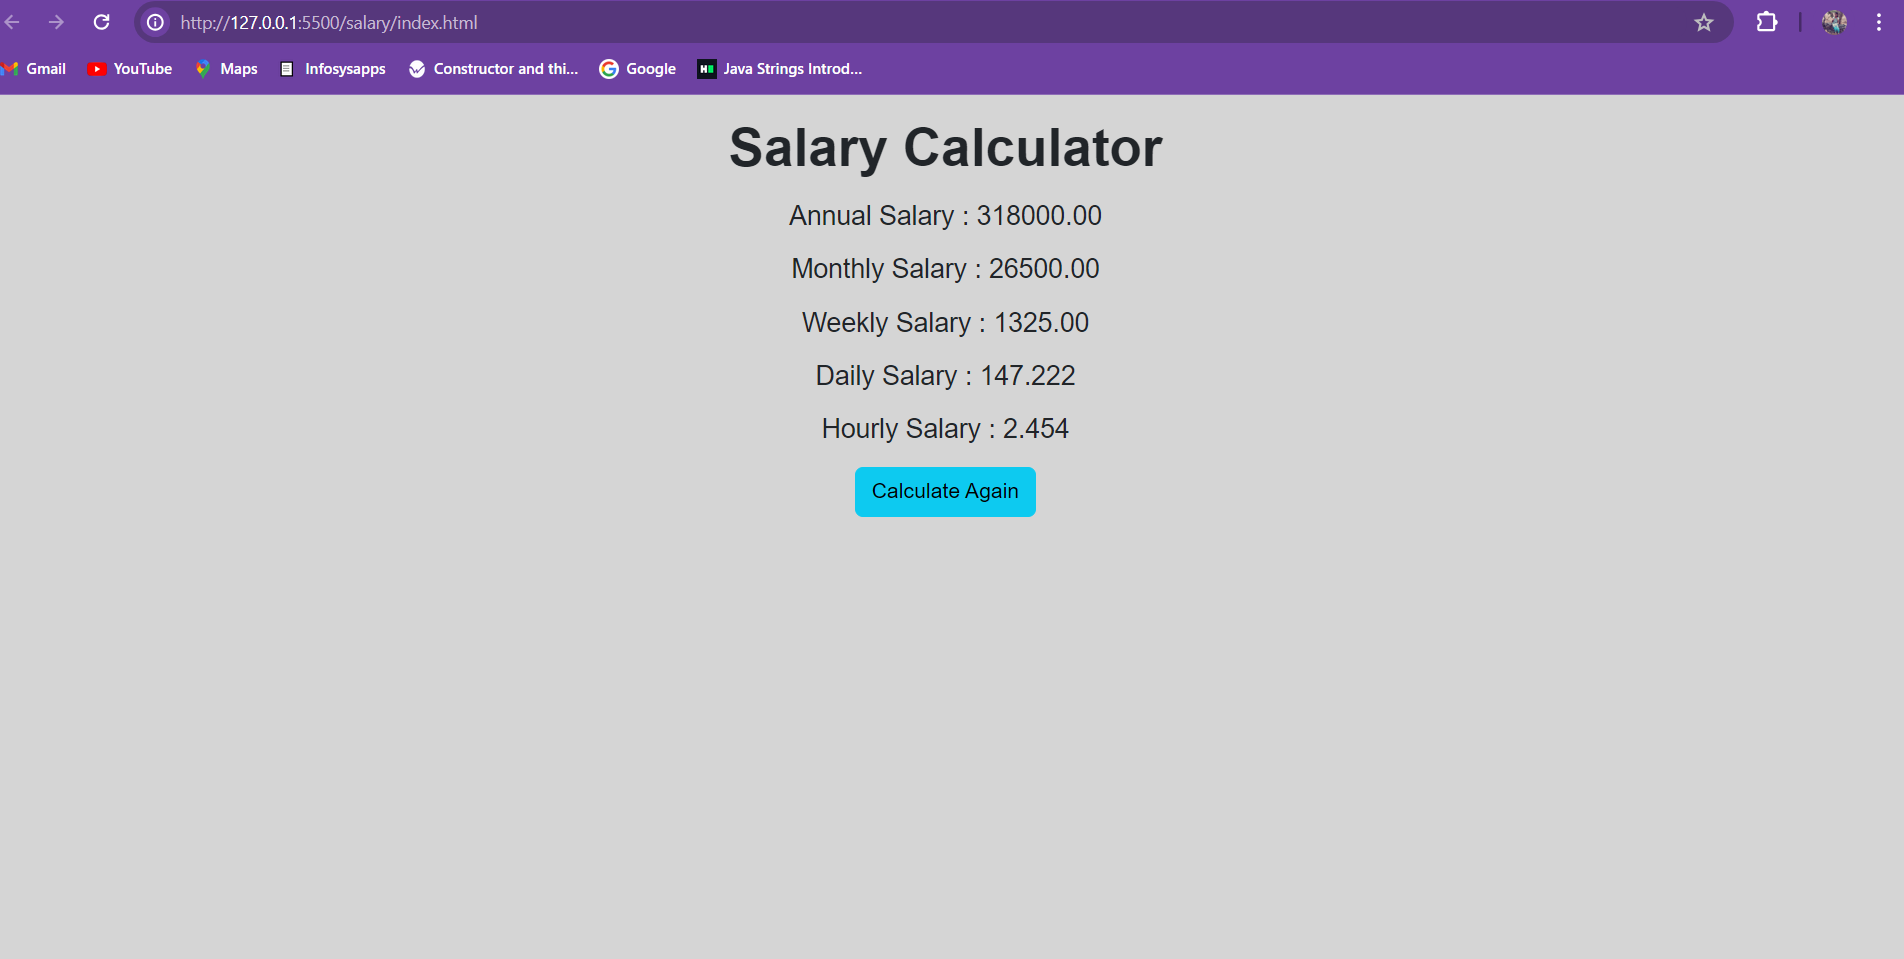 http://127.0.0.1:5500/salary/index.html
Gmail YouTube Maps Infosysapps Constructor and thi... Google Java Strings Introd...
Salary Calculator
Annual Salary : 318000.00
Monthly Salary : 26500.00
Weekly Salary : 1325.00
Daily Salary : 147.222
Hourly Salary : 2.454
Calculate Again